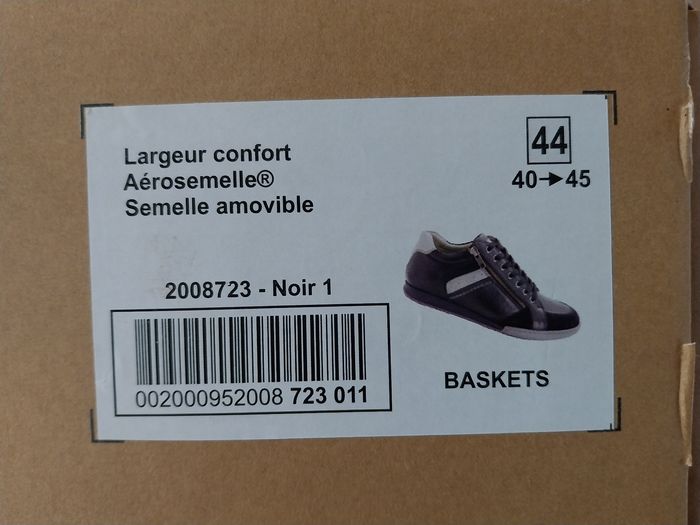 Largeur confort
Aérosemelle®
Semelle amovible
44
40➔45
2008723 - Noir 1
002000952008 723 011
BASKETS